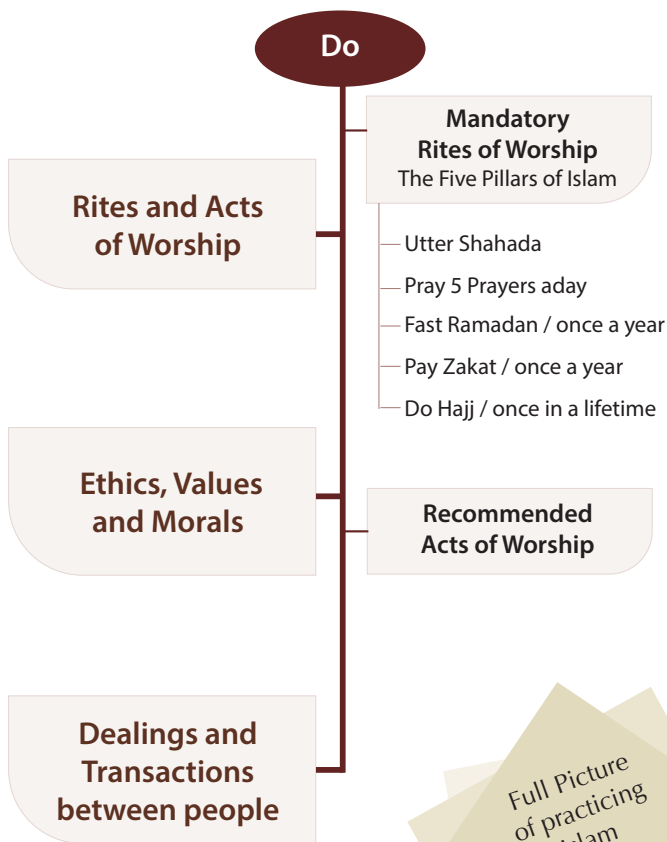 Do
Mandatory
Rites of Worship
The Five Pillars of Islam
Rites and Acts
of Worship
Utter Shahada
Pray 5 Prayers aday
Fast Ramadan / once a year
Pay Zakat / once a year
Do Hajj / once in a lifetime
Ethics, Values
and Morals
Recommended
Acts of Worship
Dealings and
Transactions
between people
Full Picture
of practicing
Islam